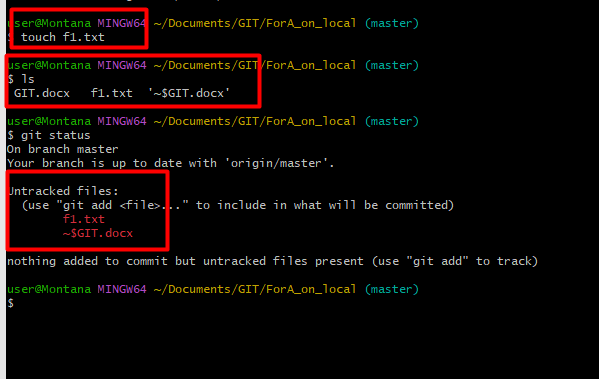 user@Montana MINGW64 ~/Documents/GIT/ForA_on_local (master)
$ touch f1.txt
user@Montana MINGW64 ~/Documents/GIT/ForA_on_local (master)
$ ls
GIT.docx   f1.txt  '~$GIT.docx'
user@Montana MINGW64 ~/Documents/GIT/ForA_on_local (master)
$ git status
On branch master
Your branch is up to date with 'origin/master'.
Untracked files:
(use "git add <file>..." to include in what will be committed)
f1.txt
~$GIT.docx
nothing added to commit but untracked files present (use "git add" to track)
user@Montana MINGW64 ~/Documents/GIT/ForA_on_local (master)
$